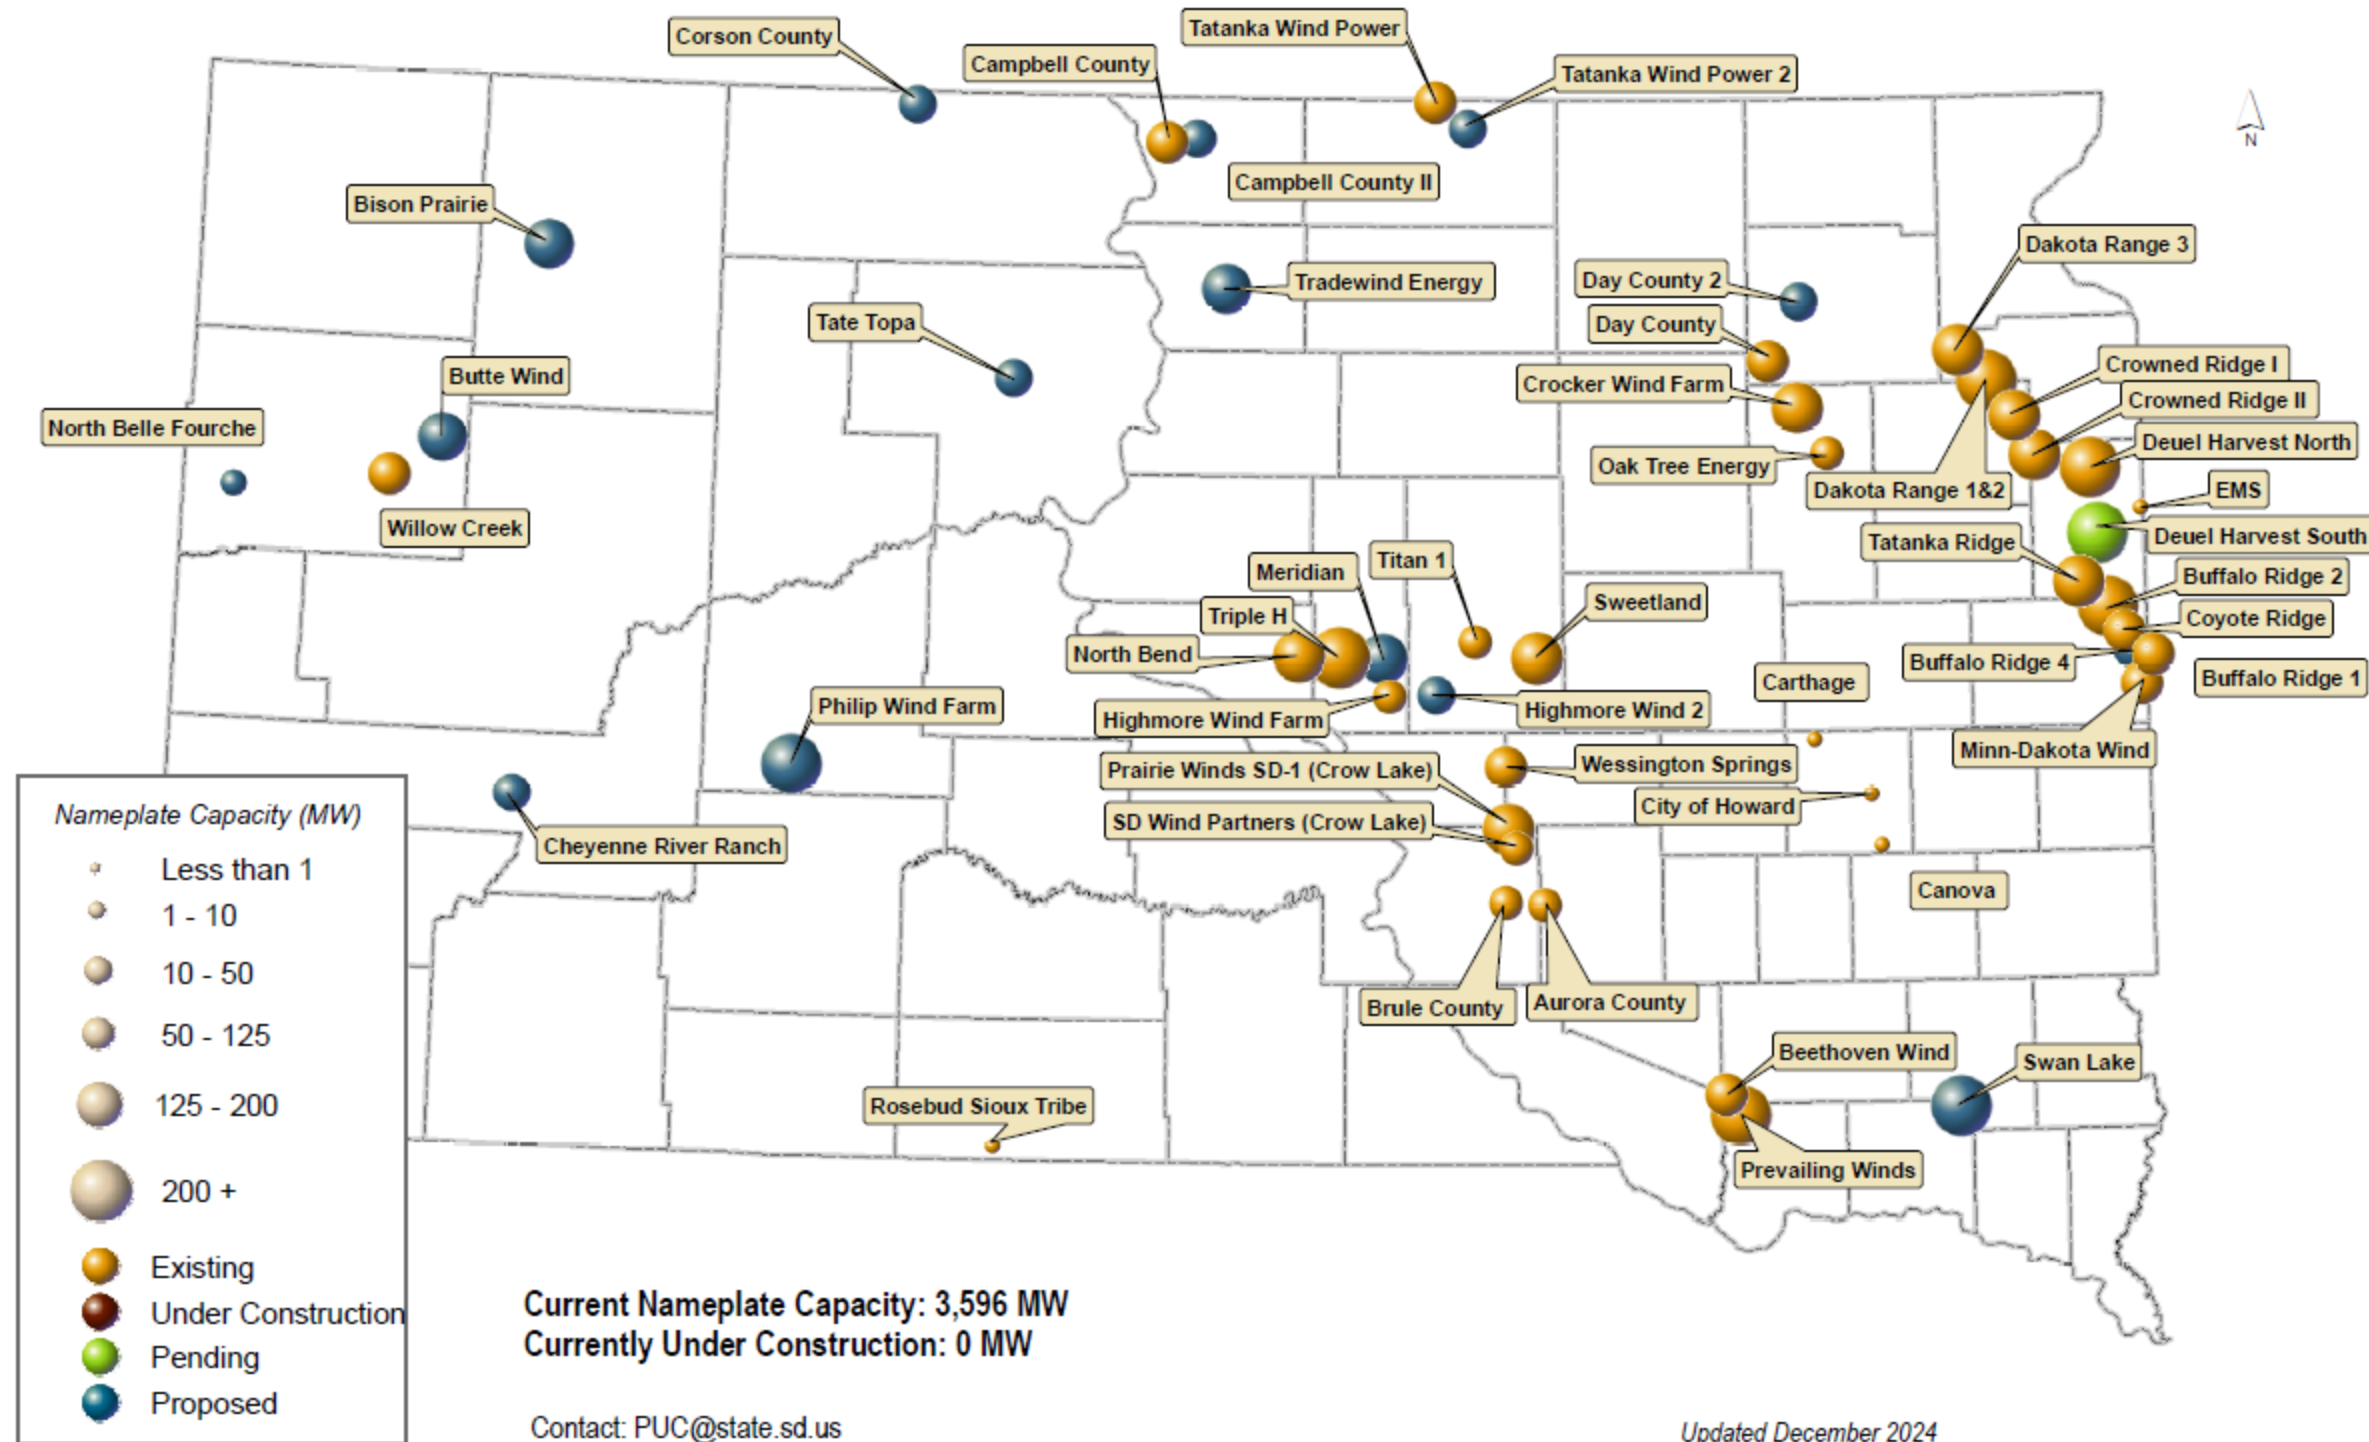 Tatanka Wind Power
Corson County
Campbell County
Tatanka Wind Power 2
N
Campbell County II
Bison Prairie
Dakota Range 3
Tradewind Energy
Day County 2
Tate Topa
Day County
Crowned Ridge I
Butte Wind
Crocker Wind Farm
Crowned Ridge II
North Belle Fourche
Deuel Harvest North
Oak Tree Energy
Dakota Range 1&2
EMS
Willow Creek
Deuel Harvest South
Tatanka Ridge
Titan 1
Meridian
Buffalo Ridge 2
Sweetland
Triple H
Coyote Ridge
North Bend
Buffalo Ridge 4
Buffalo Ridge 1
Carthage
Philip Wind Farm
Highmore Wind 2
Highmore Wind Farm
Minn-Dakota Wind
Wessington Springs
Prairie Winds SD-1 (Crow Lake)
City of Howard
SD Wind Partners (Crow Lake)
Cheyenne River Ranch
Canova
Brule County
Aurora County
Beethoven Wind
Swan Lake
Rosebud Sioux Tribe
Prevailing Winds
Nameplate Capacity (MW)
Less than 1
1 - 10
10 - 50
50 - 125
125 - 200
200 +
Existing
Under Construction
Pending
Proposed
Current Nameplate Capacity: 3,596 MW
Currently Under Construction: 0 MW
Contact: PUC@state.sd.us
Updated December 2024